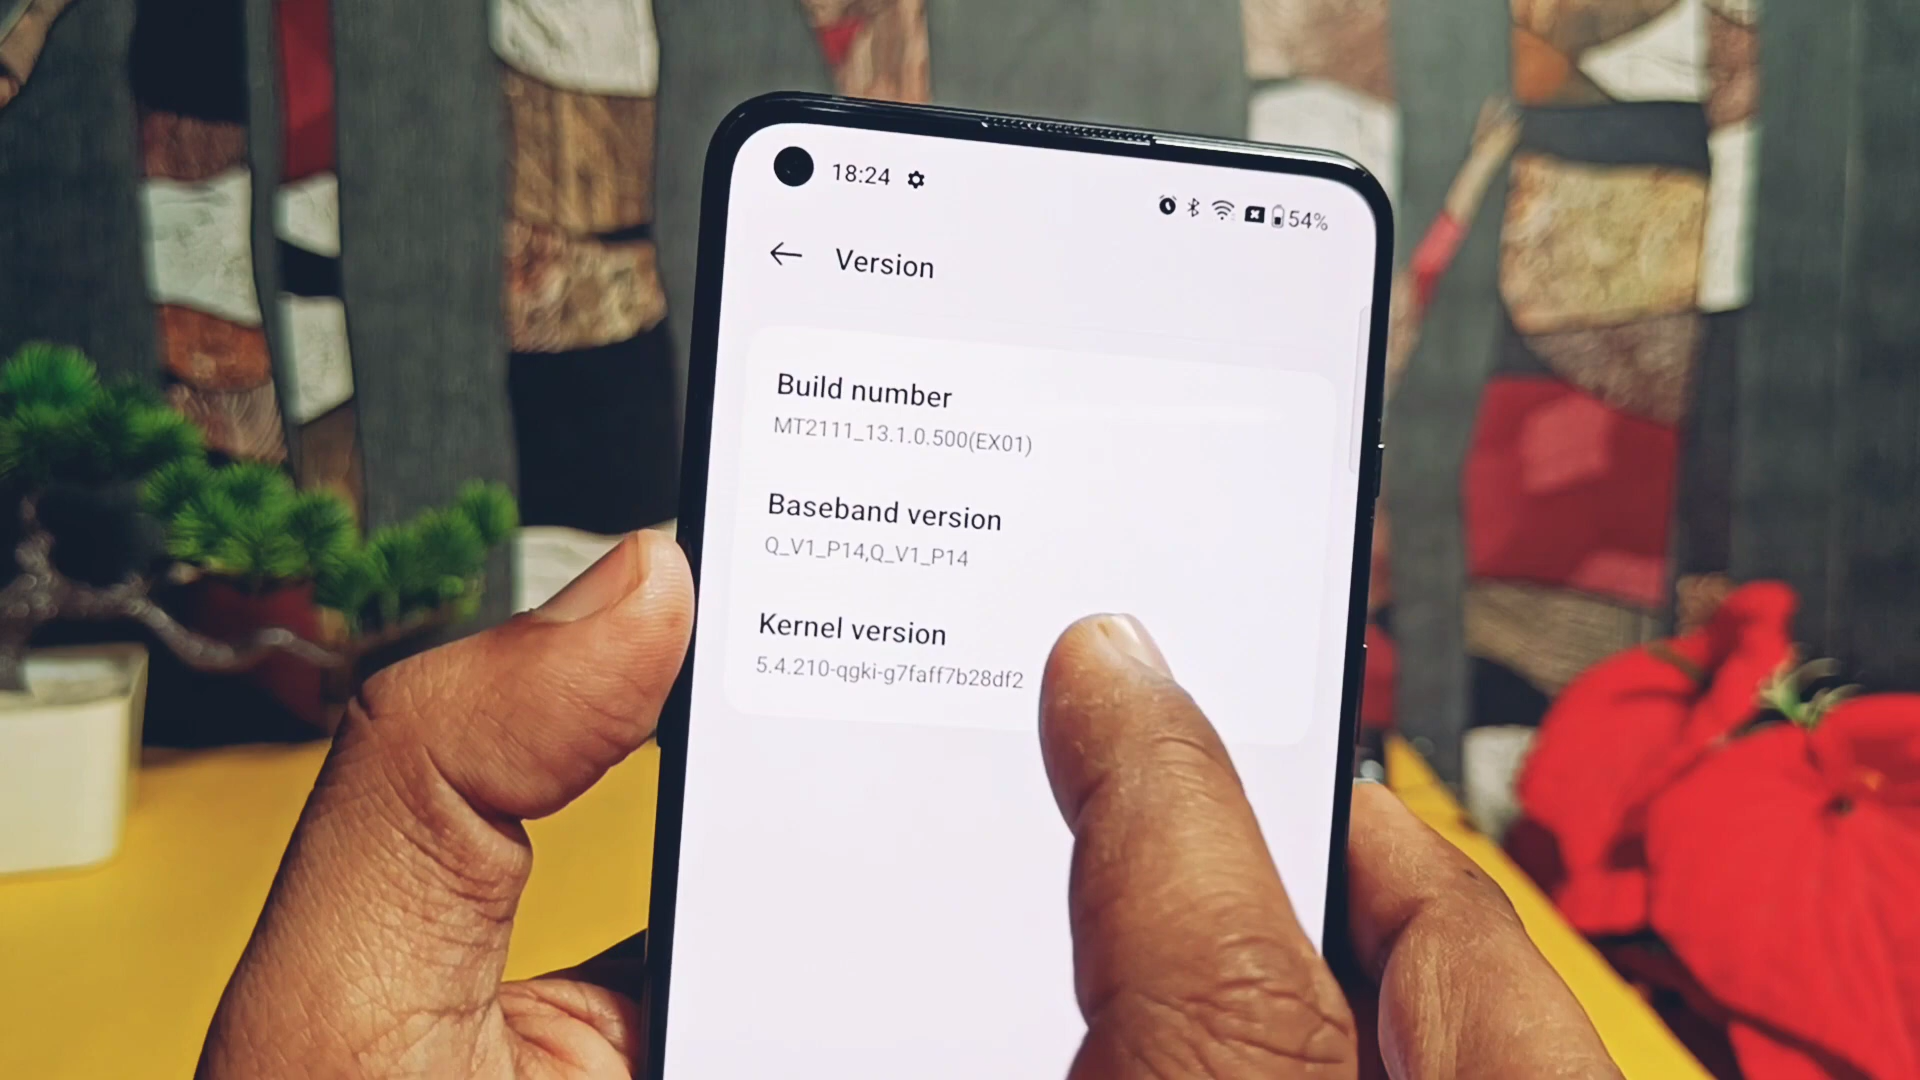 18:24
54%
Version
Build number
MT2111_13.1.0.500(EX01)
Baseband version
Q_V1_P14,Q_V1_P14
Kernel version
5.4.210-qgki-g7faff7b28df2